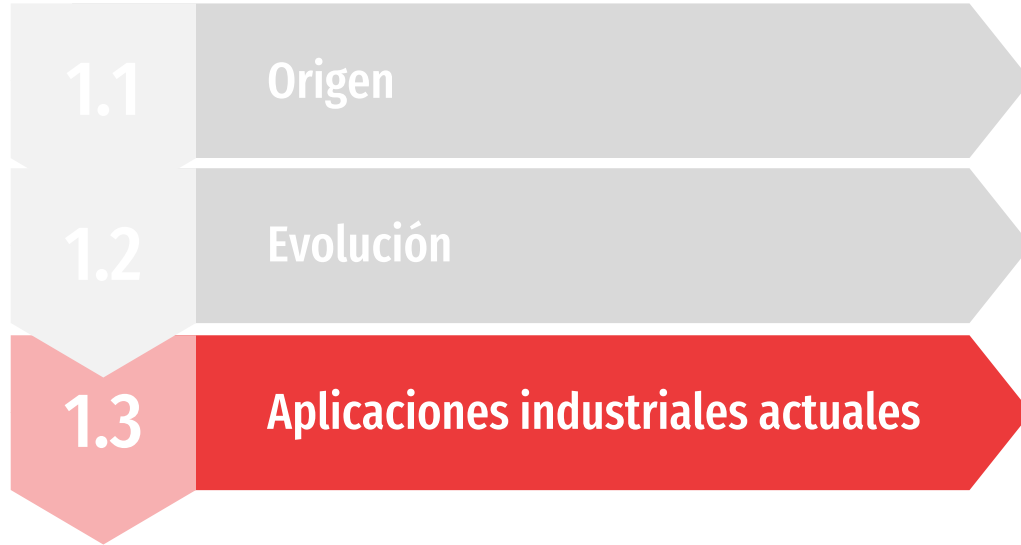 1.1 Origen
1.2 Evolución
1.3 Aplicaciones industriales actuales